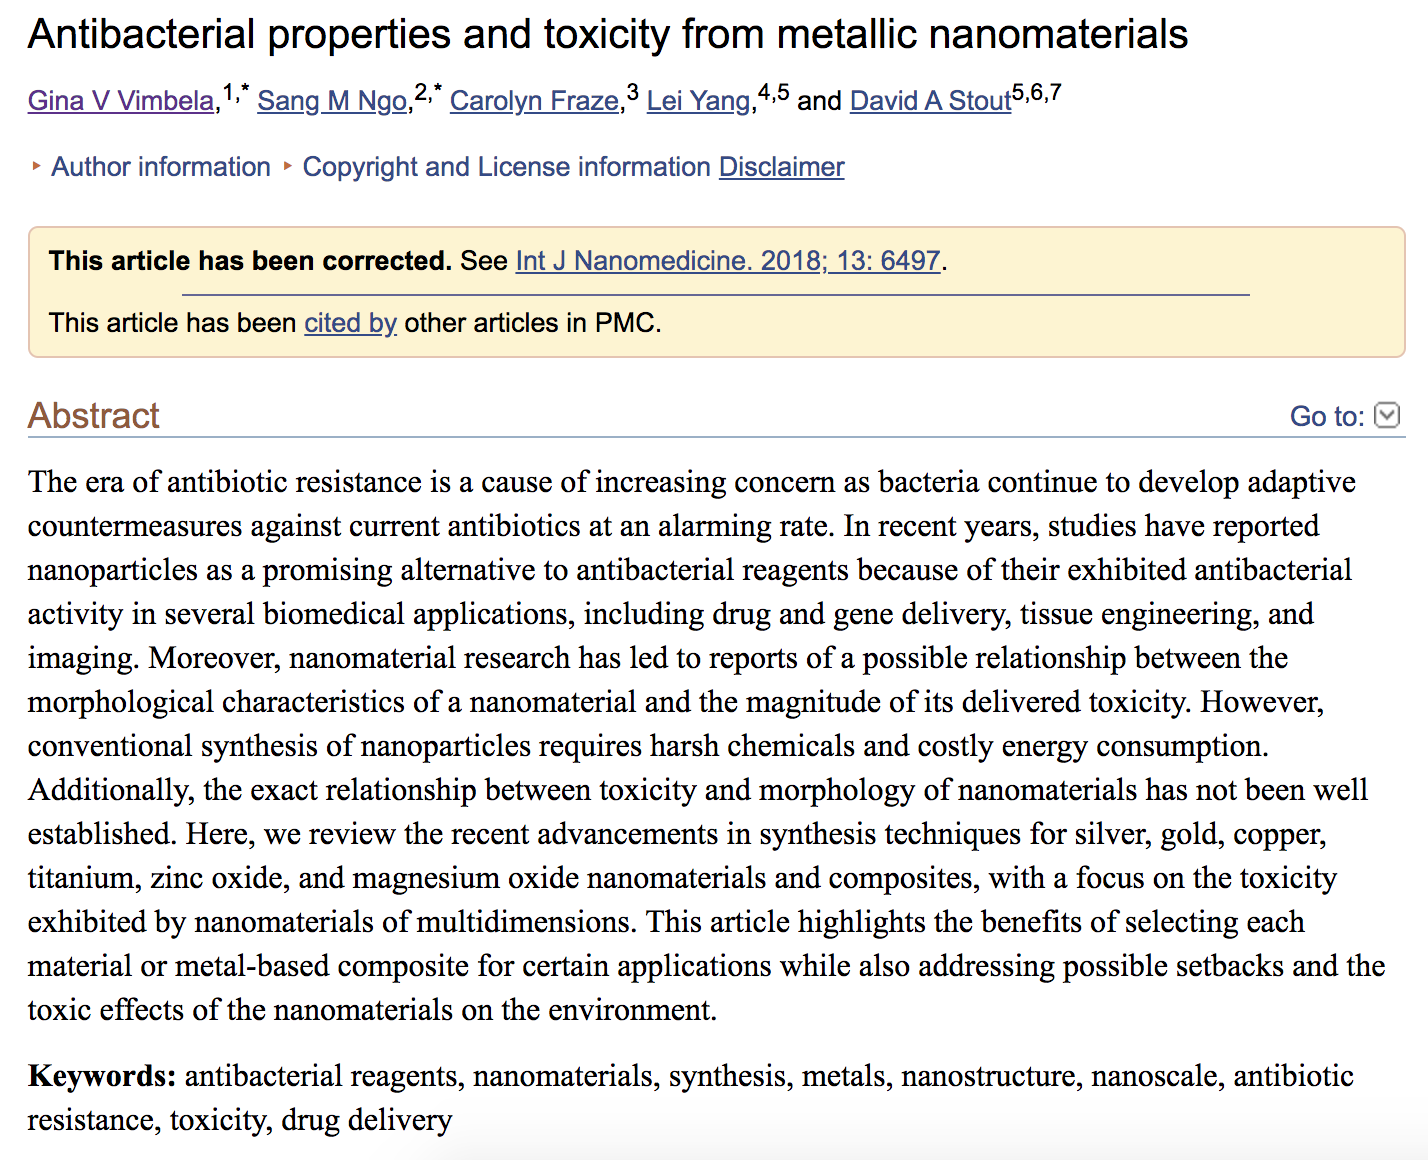 Antibacterial properties and toxicity from metallic nanomaterials
Gina V Vimbela,1,* Sang M Ngo,2,* Carolyn Fraze,3 Lei Yang,4,5 and David A Stout5,6,7
▸ Author information ▸ Copyright and License information Disclaimer
This article has been corrected. See Int J Nanomedicine. 2018; 13: 6497.
This article has been cited by other articles in PMC.
Abstract Go to:
The era of antibiotic resistance is a cause of increasing concern as bacteria continue to develop adaptive
countermeasures against current antibiotics at an alarming rate. In recent years, studies have reported
nanoparticles as a promising alternative to antibacterial reagents because of their exhibited antibacterial
activity in several biomedical applications, including drug and gene delivery, tissue engineering, and
imaging. Moreover, nanomaterial research has led to reports of a possible relationship between the
morphological characteristics of a nanomaterial and the magnitude of its delivered toxicity. However,
conventional synthesis of nanoparticles requires harsh chemicals and costly energy consumption.
Additionally, the exact relationship between toxicity and morphology of nanomaterials has not been well
established. Here, we review the recent advancements in synthesis techniques for silver, gold, copper,
titanium, zinc oxide, and magnesium oxide nanomaterials and composites, with a focus on the toxicity
exhibited by nanomaterials of multidimensions. This article highlights the benefits of selecting each
material or metal-based composite for certain applications while also addressing possible setbacks and the
toxic effects of the nanomaterials on the environment.
Keywords: antibacterial reagents, nanomaterials, synthesis, metals, nanostructure, nanoscale, antibiotic
resistance, toxicity, drug delivery